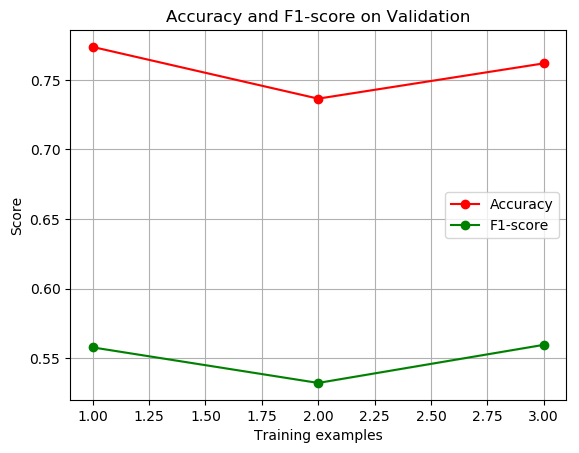 Accuracy and F1-score on Validation
Score
0.75
0.70
0.65
0.60
0.55
Accuracy
F1-score
1.00 1.25 1.50 1.75 2.00 2.25 2.50 2.75 3.00
Training examples